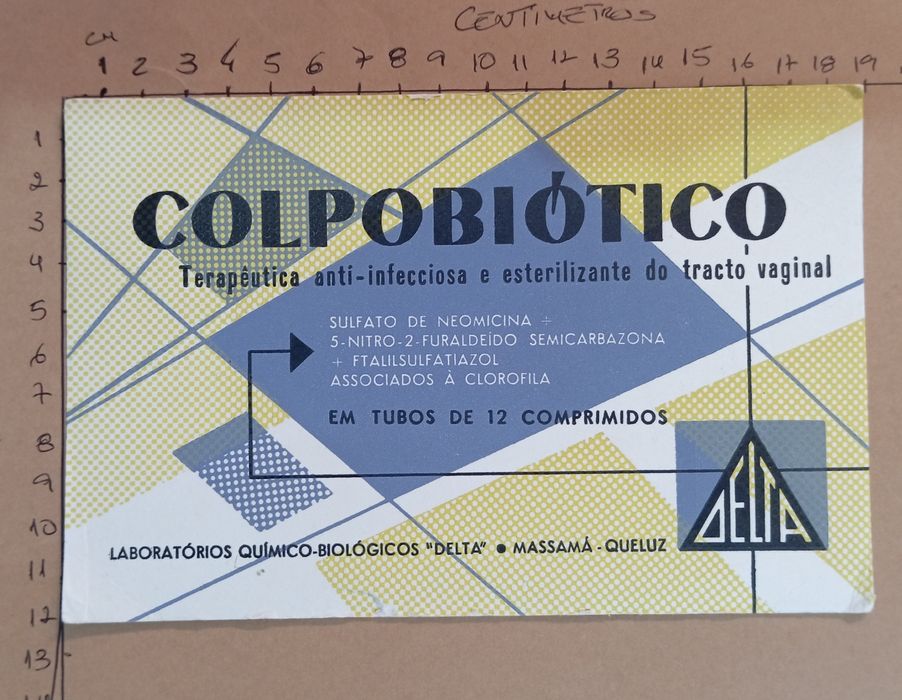 CENTIMETROS
CM
1 2 3 4 5 6 7 8 9 10 11 12 13 14 15 16 17 18 19
1
2
3
4
5
6
7
8
9
10
11
12
13
COLPOBIÓTICO
Terapêutica anti-infecciosa e esterilizante do tracto vaginal
SULFATO DE NEOMICINA +
5-NITRO-2-FURALDEÍDO SEMICARBAZONA
+ FTALILSULFATIAZOL
ASSOCIADOS À CLOROFILA
EM TUBOS DE 12 COMPRIMIDOS
DELTA
LABORATÓRIOS QUÍMICO-BIOLÓGICOS "DELTA" ● MASSAMÁ - QUELUZ